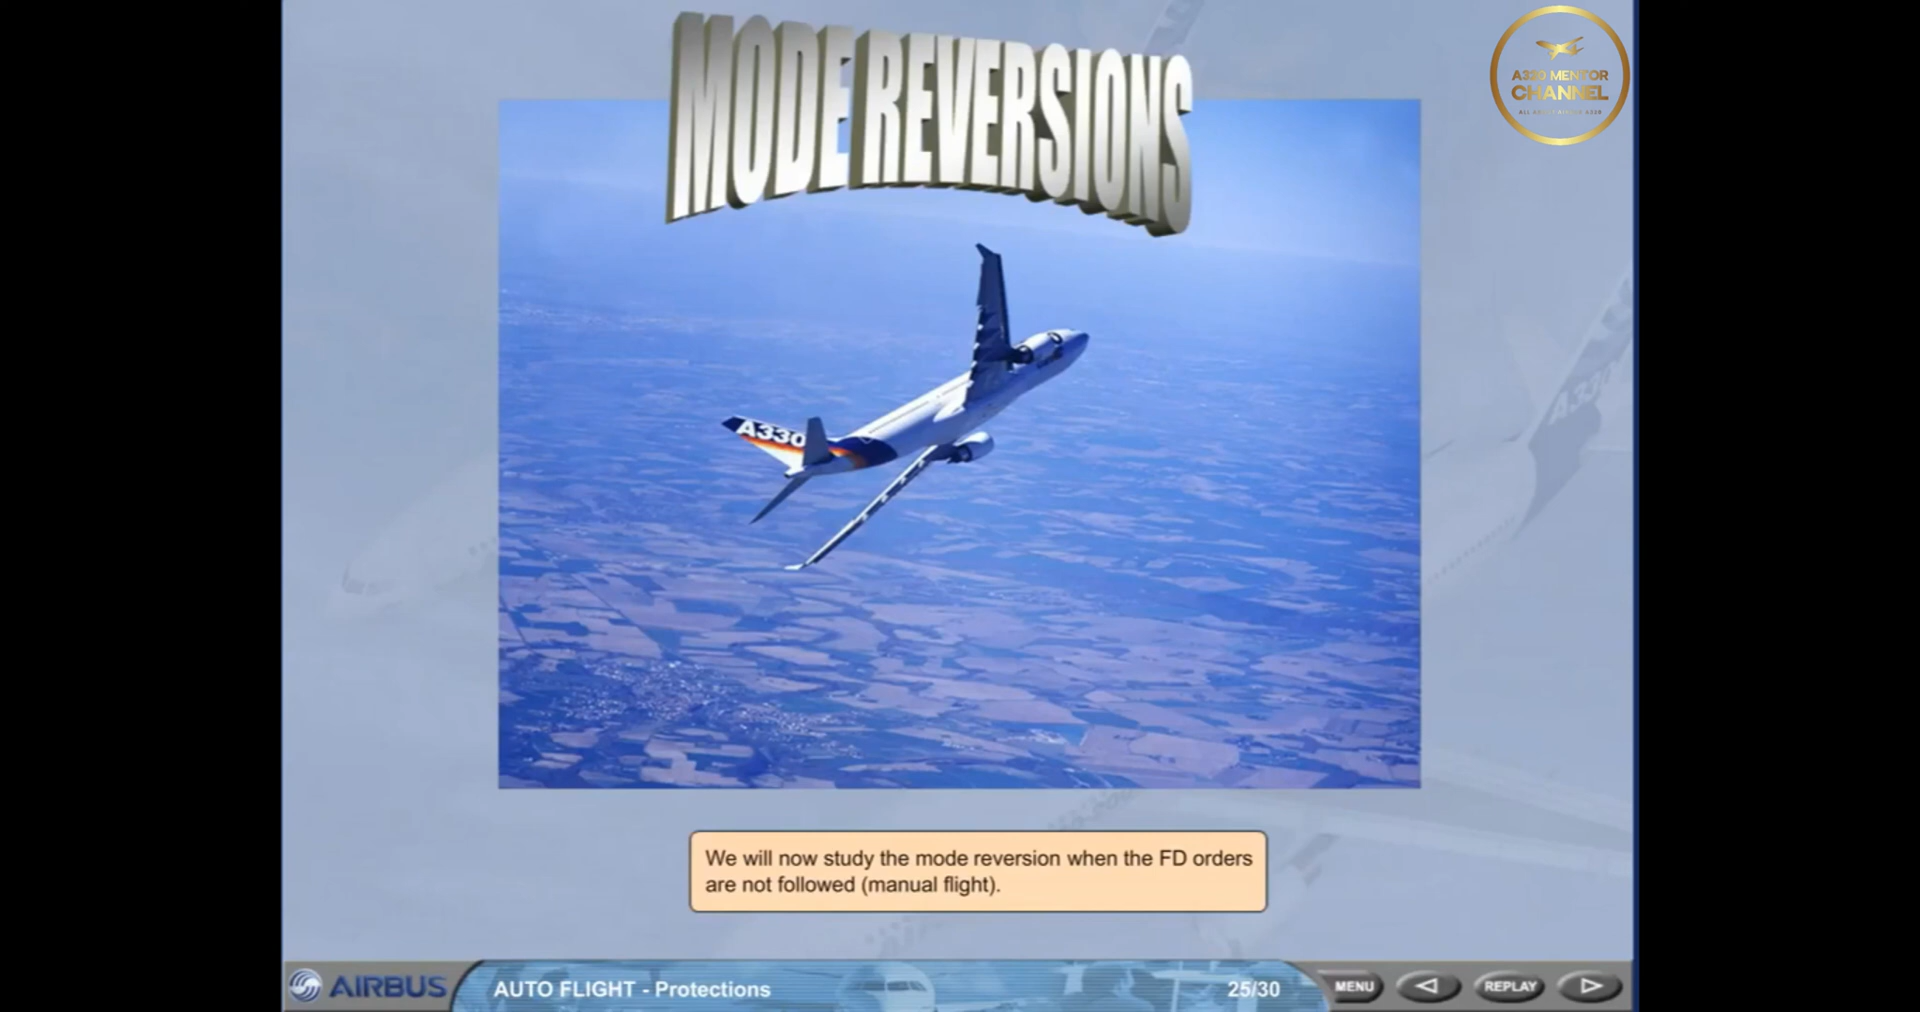 MODE REVERSIONS
A320 MENTOR
CHANNEL
A330
We will now study the mode reversion when the FD orders
are not followed (manual flight).
AIRBUS
AUTO FLIGHT - Protections
25/30
MENU
REPLAY